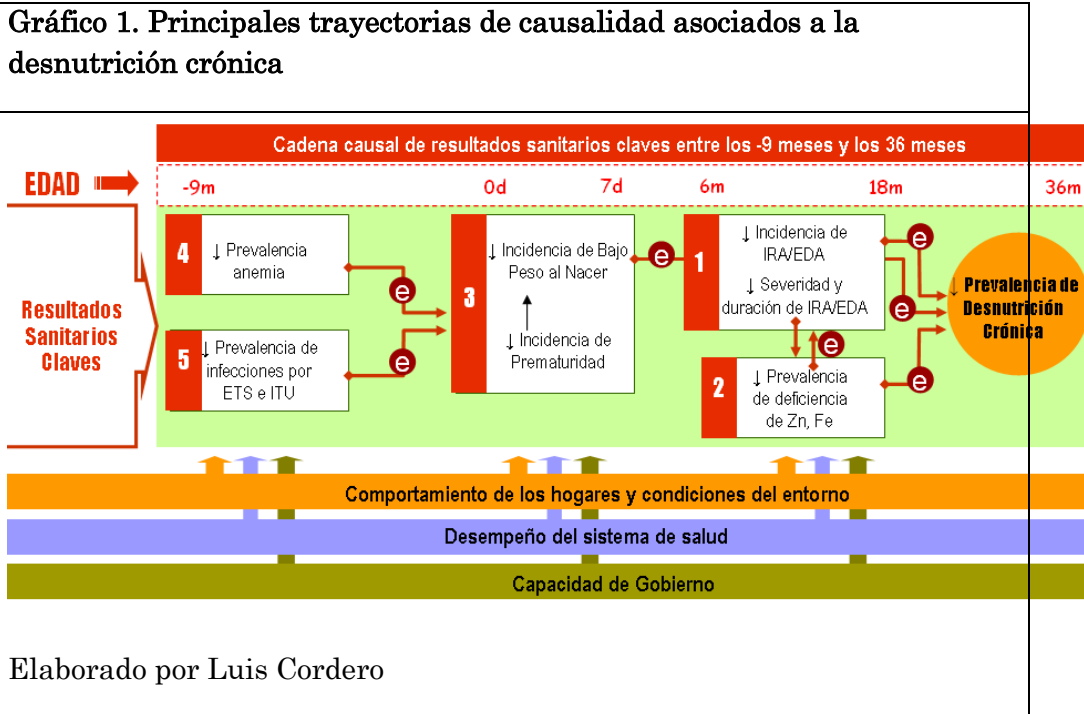 Gráfico 1. Principales trayectorias de causalidad asociados a la
desnutrición crónica
Cadena causal de resultados sanitarios claves entre los -9 meses y los 36 meses
EDAD
-9m
0d
7d
6m
18m
36m
Resultados
Sanitarios
Claves
4
↓ Prevalencia
anemia
e
5
↓ Prevalencia de
infecciones por
ETS e ITU
e
3
↓ Incidencia de Bajo
Peso al Nacer
↓ Incidencia de
Prematuridad
e
1
↓ Incidencia de
IRA/EDA
↓ Severidad y
duración de IRA/EDA
e
e
e
2
↓ Prevalencia
de deficiencia
de Zn, Fe
e
↓ Prevalencia de
Desnutrición
Crónica
Comportamiento de los hogares y condiciones del entorno
Desempeño del sistema de salud
Capacidad de Gobierno
Elaborado por Luis Cordero